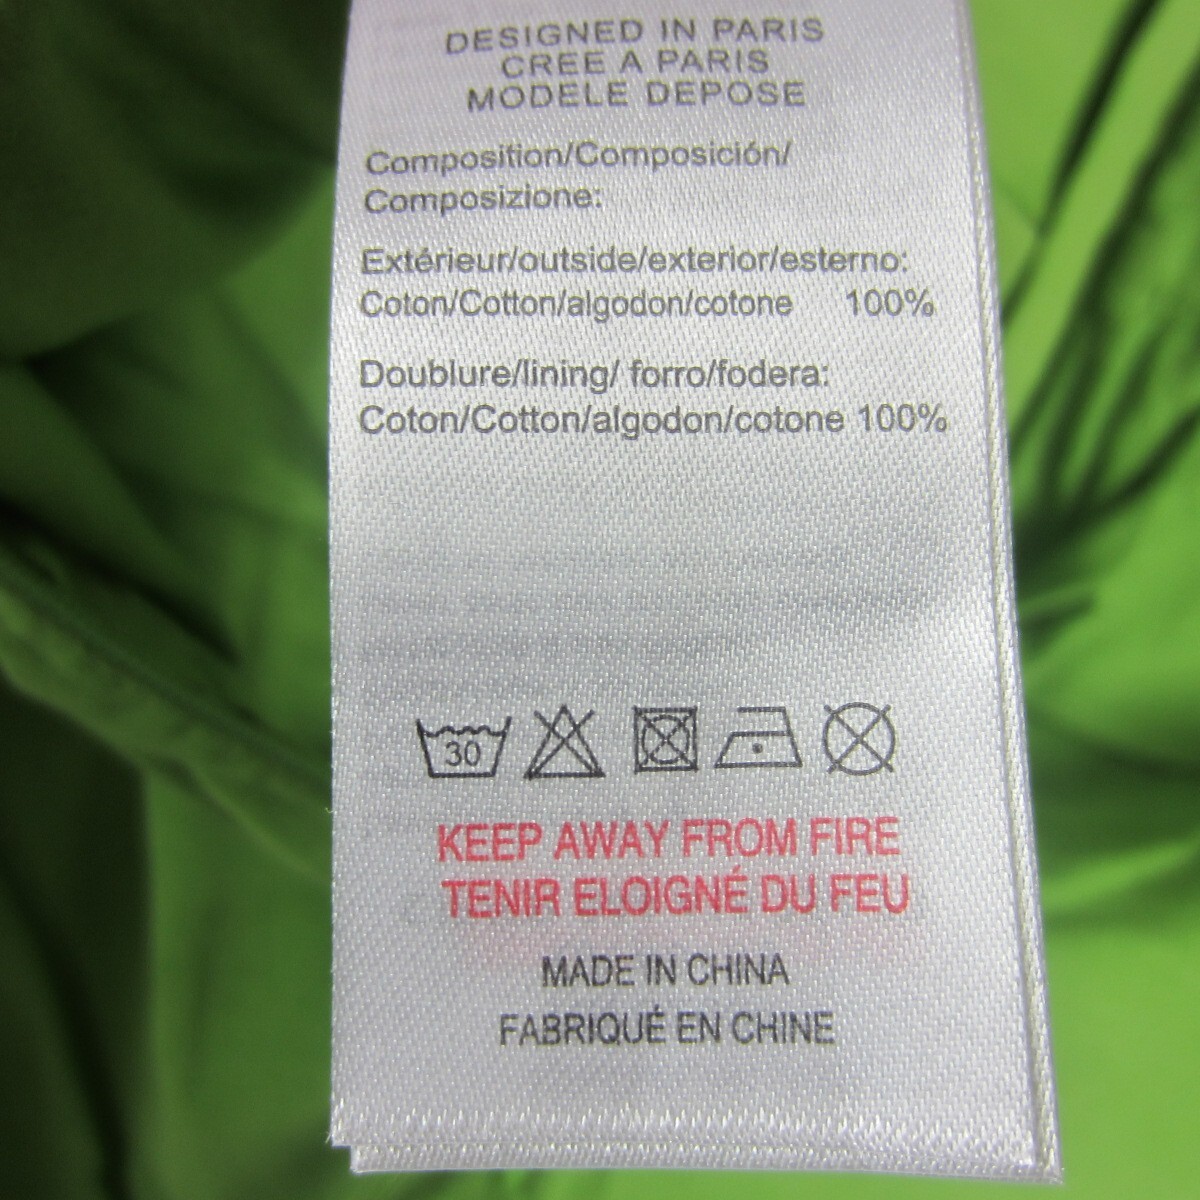 DESIGNED IN PARIS
CREE A PARIS
MODELE DEPOSE
Composition/Composición/
Composizione:
Extérieur/outside/exterior/esterno:
Coton/Cotton/algodon/cotone 100%
Doublure/lining/ forro/fodera:
Coton/Cotton/algodon/cotone 100%
30
KEEP AWAY FROM FIRE
TENIR ELOIGNÉ DU FEU
MADE IN CHINA
FABRIQUÉ EN CHINE